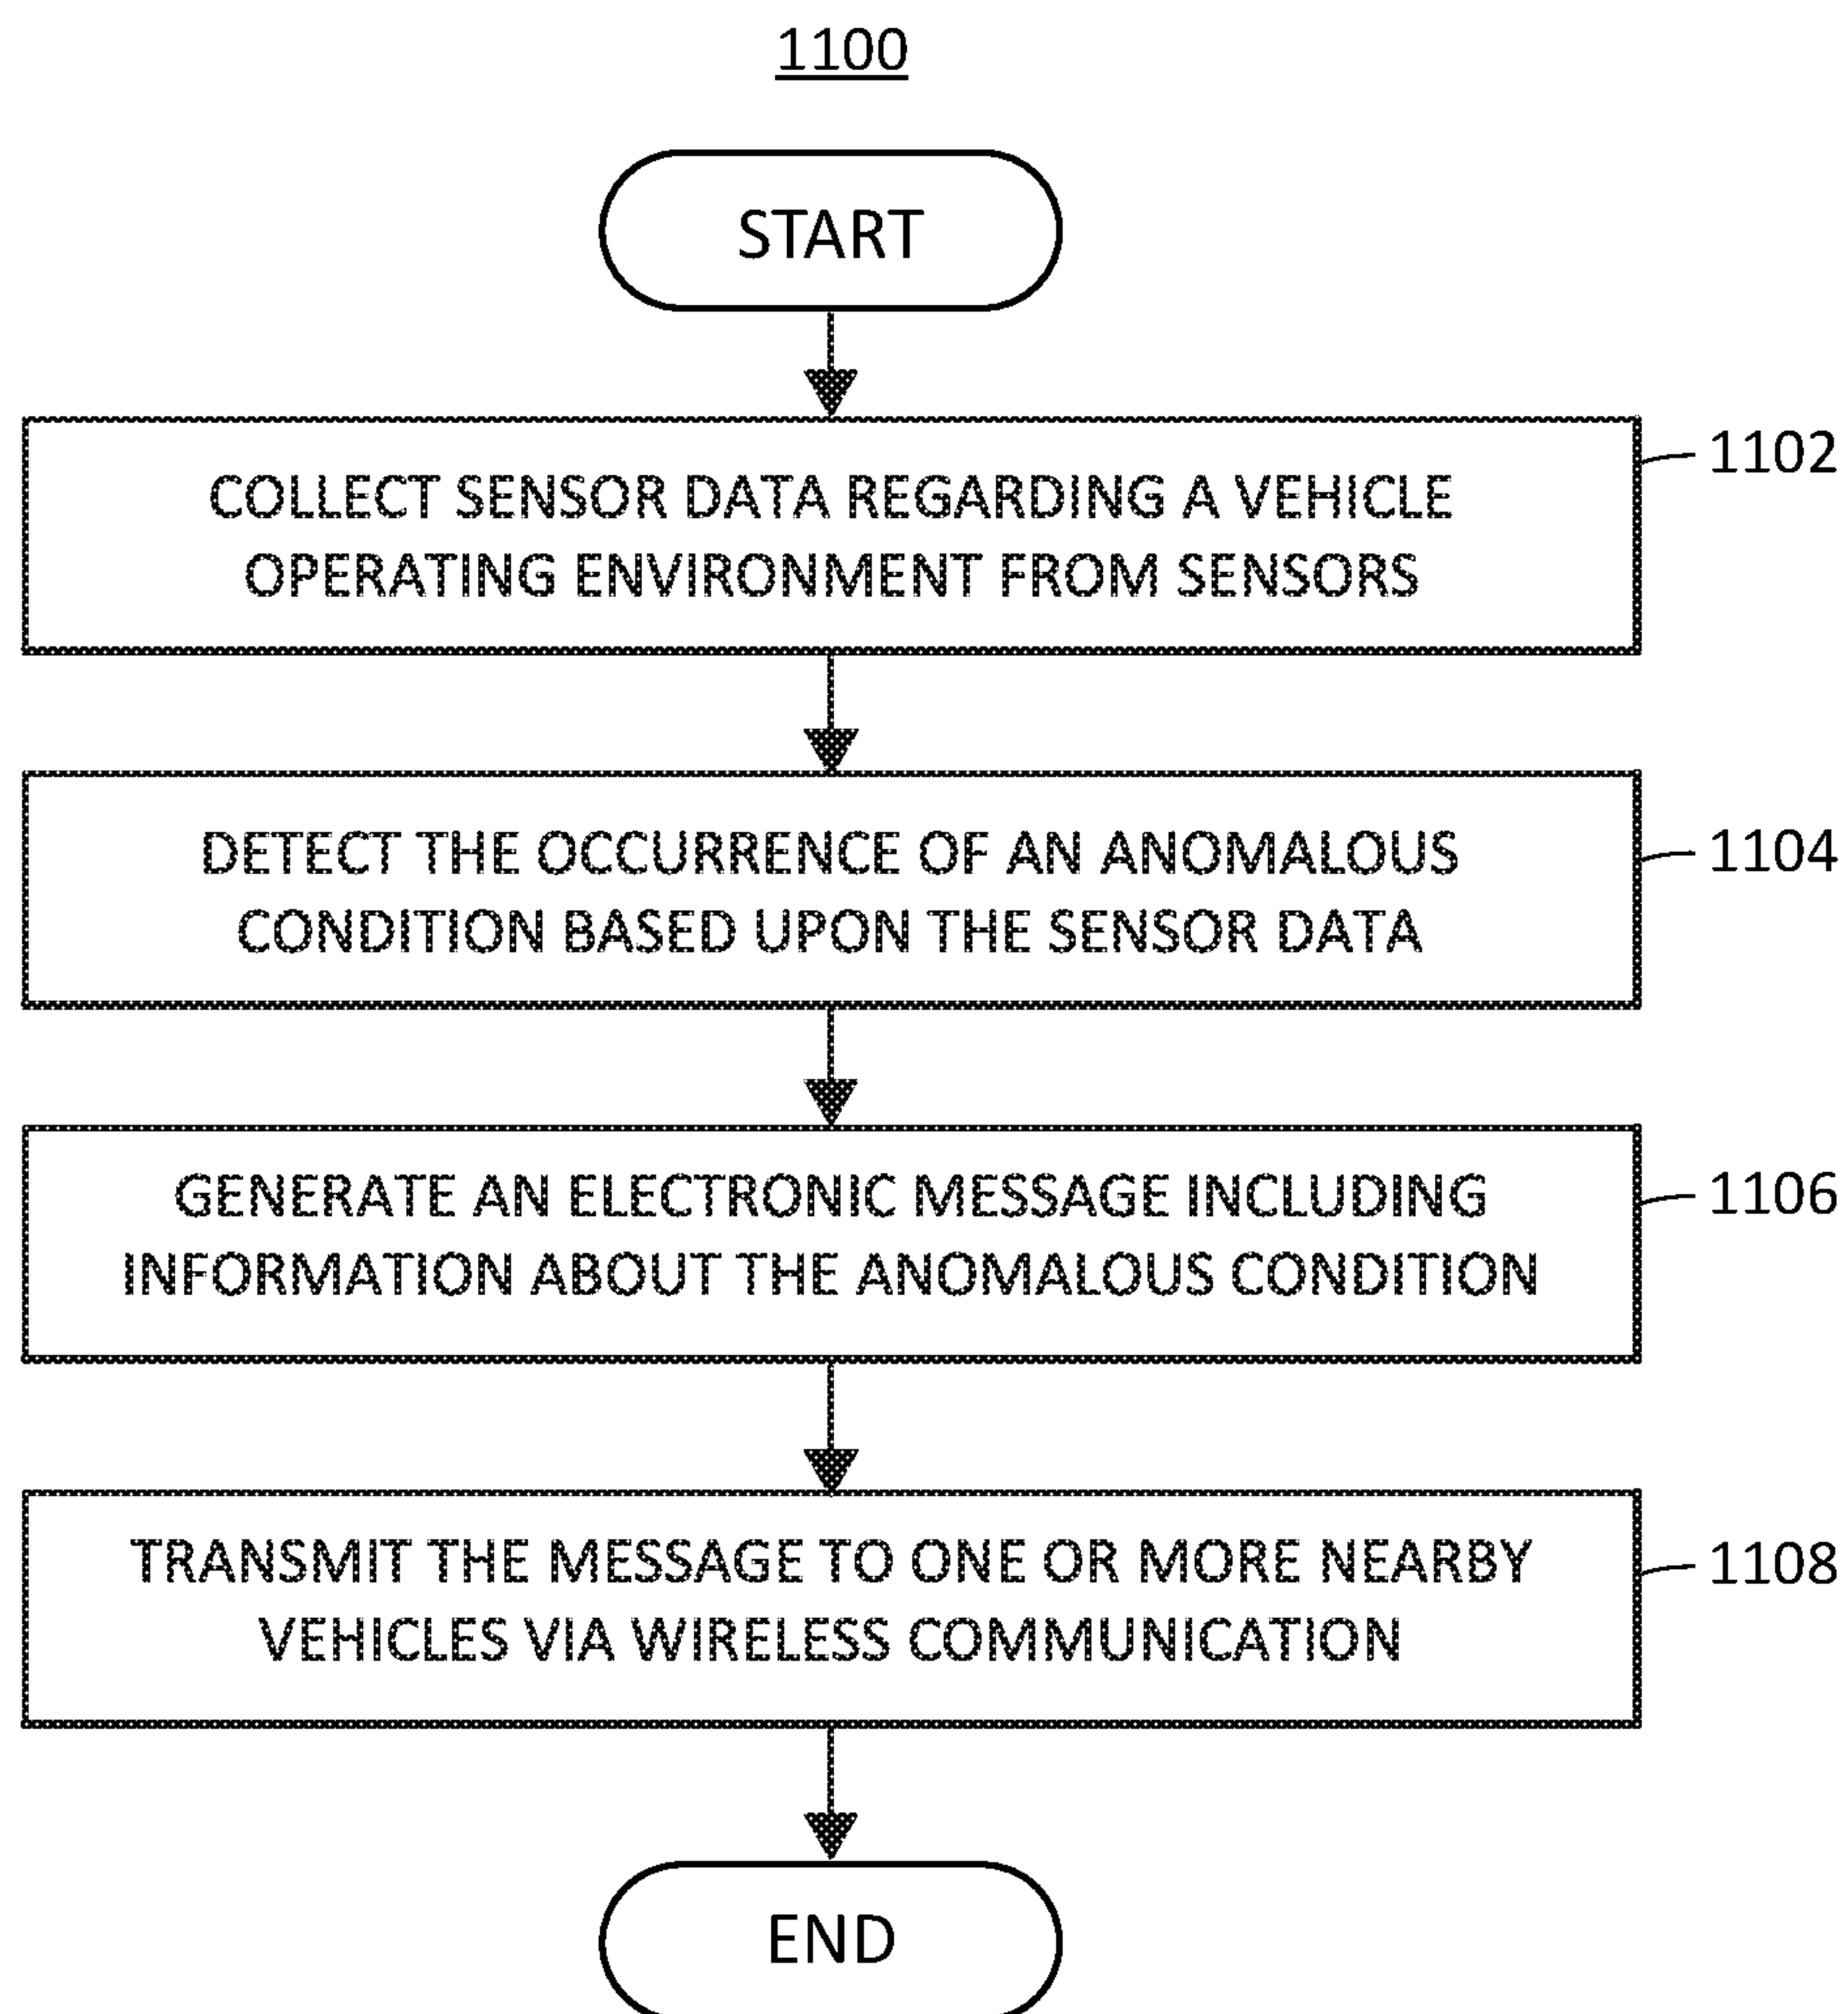 1100
START
COLLECT SENSOR DATA REGARDING A VEHICLE
OPERATING ENVIRONMENT FROM SENSORS
1102
DETECT THE OCCURRENCE OF AN ANOMALOUS
CONDITION BASED UPON THE SENSOR DATA
1104
GENERATE AN ELECTRONIC MESSAGE INCLUDING
INFORMATION ABOUT THE ANOMALOUS CONDITION
1106
TRANSMIT THE MESSAGE TO ONE OR MORE NEARBY
VEHICLES VIA WIRELESS COMMUNICATION
1108
END